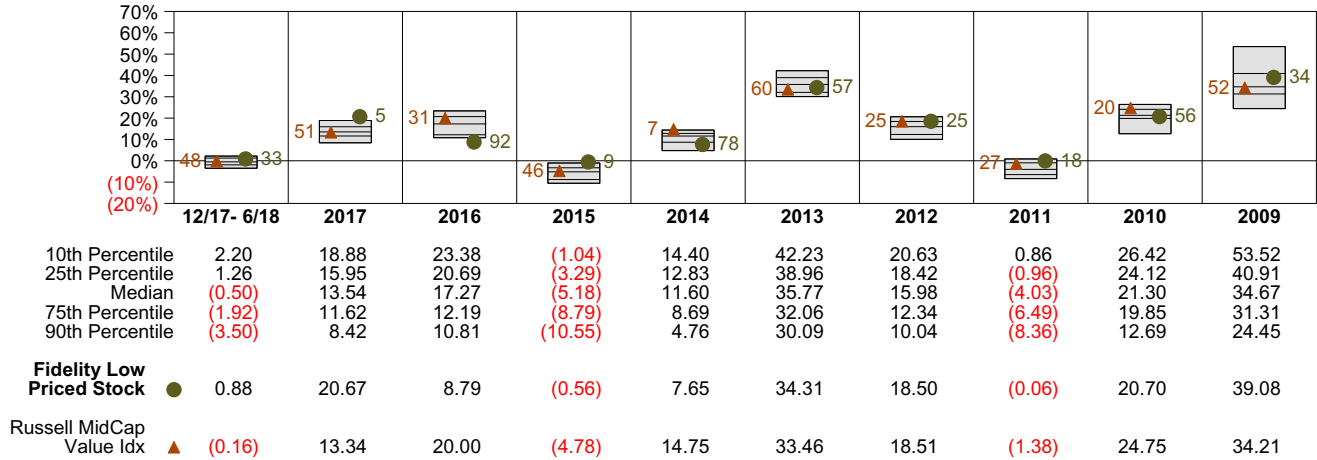 70%
60%
50%
40%
30%
20%
10%
0%
(10%)
(20%)
48 33
51 5
31 92
46 9
7 78
60 57
25 25
27 18
20 56
52 34
12/17- 6/18 2017 2016 2015 2014 2013 2012 2011 2010 2009
10th Percentile 2.20 18.88 23.38 (1.04) 14.40 42.23 20.63 0.86 26.42 53.52
25th Percentile 1.26 15.95 20.69 (3.29) 12.83 38.96 18.42 (0.96) 24.12 40.91
Median (0.50) 13.54 17.27 (5.18) 11.60 35.77 15.98 (4.03) 21.30 34.67
75th Percentile (1.92) 11.62 12.19 (8.79) 8.69 32.06 12.34 (6.49) 19.85 31.31
90th Percentile (3.50) 8.42 10.81 (10.55) 4.76 30.09 10.04 (8.36) 12.69 24.45
Fidelity Low
Priced Stock 0.88 20.67 8.79 (0.56) 7.65 34.31 18.50 (0.06) 20.70 39.08
Russell MidCap
Value Idx (0.16) 13.34 20.00 (4.78) 14.75 33.46 18.51 (1.38) 24.75 34.21